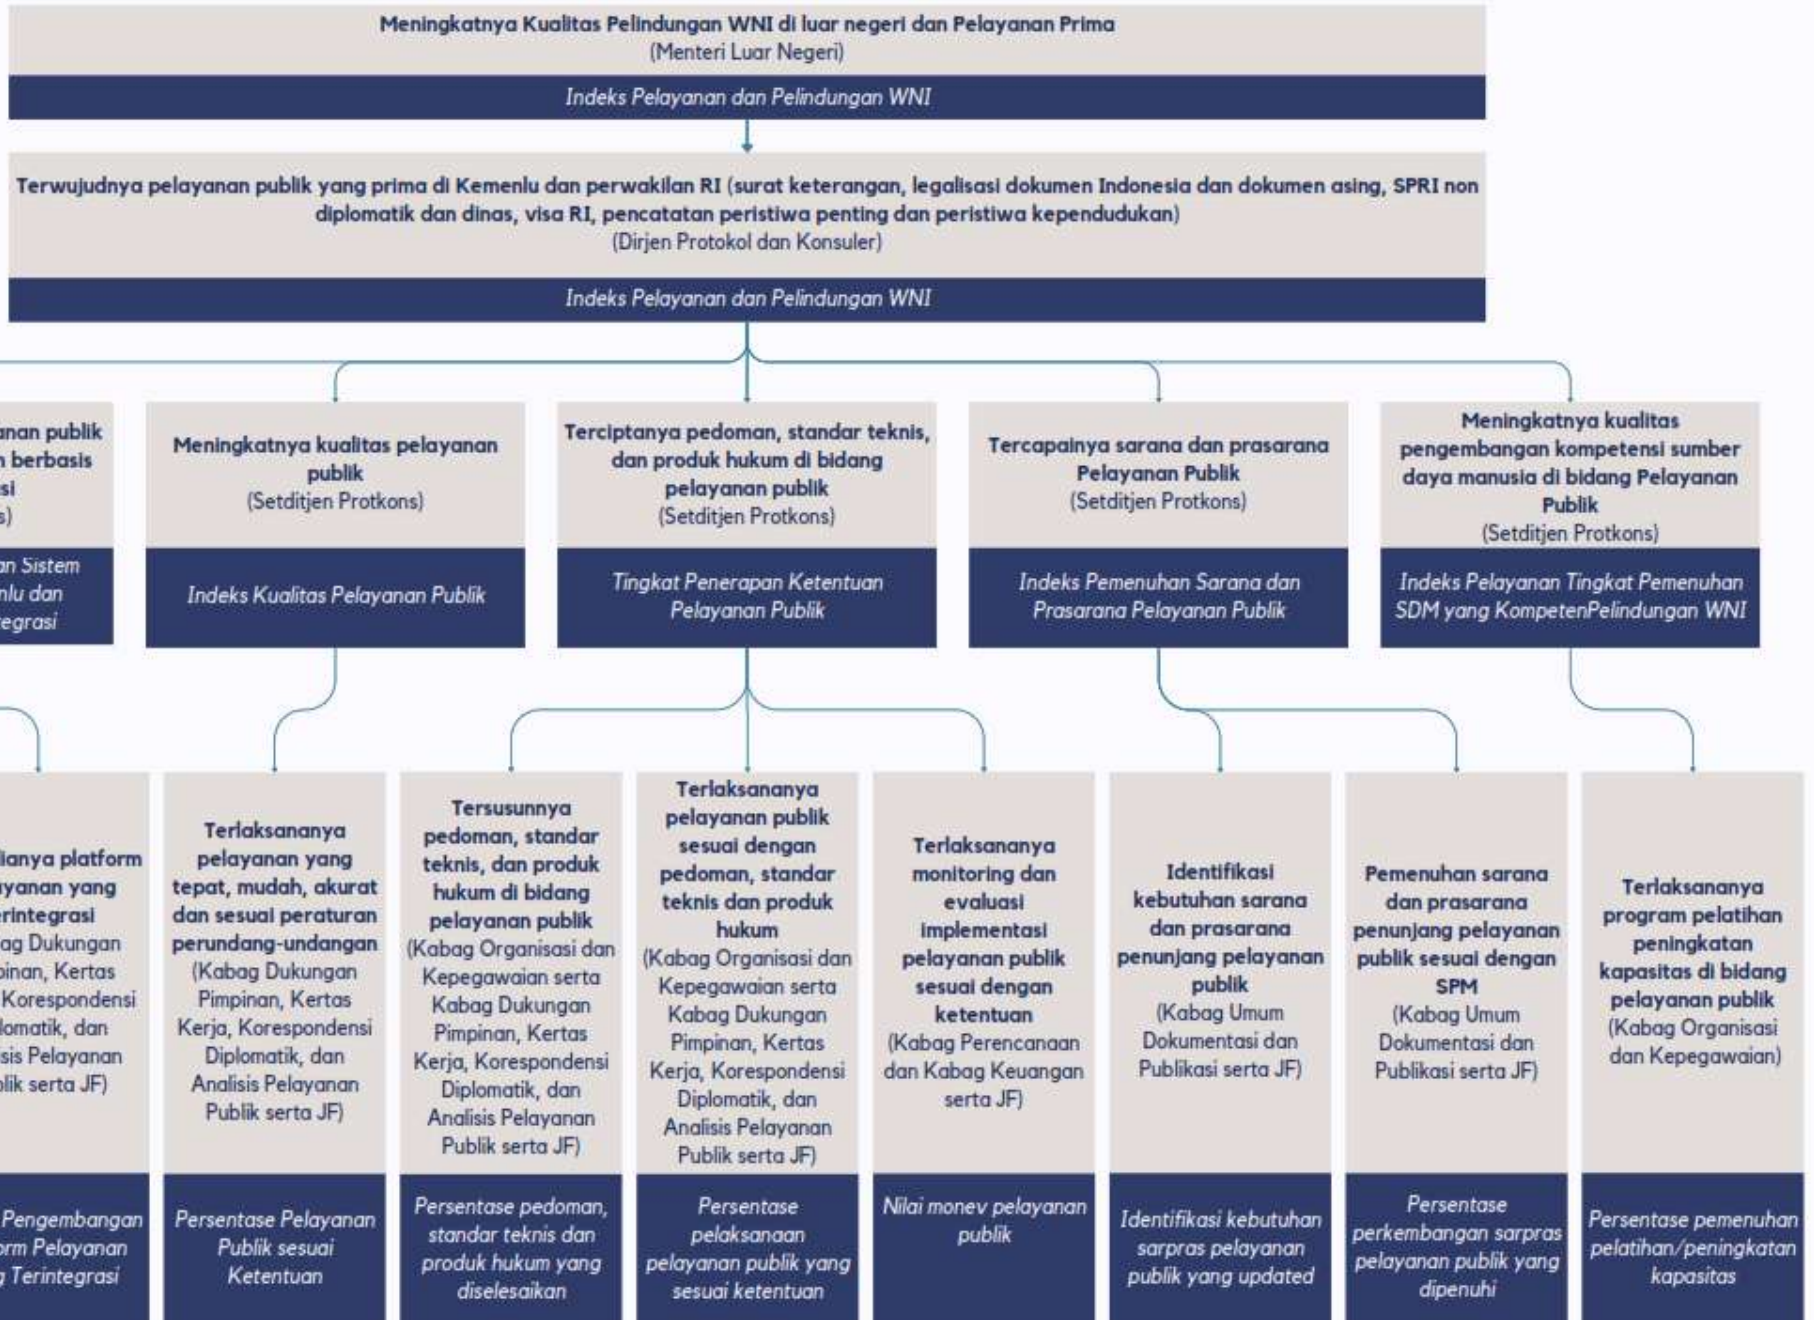 Meningkatnya Kualitas Pelindungan WNI di luar negeri dan Pelayanan Prima
(Menteri Luar Negeri)
Indeks Pelayanan dan Pelindungan WNI
Terwujudnya pelayanan publik yang prima di Kemenlu dan perwakilan RI (surat keterangan, legalisasi dokumen Indonesia dan dokumen asing, SPRI non
diplomatik dan dinas, visa RI, pencatatan peristiwa penting dan peristiwa kependudukan)
(Dirjen Protokol dan Konsuler)
Indeks Pelayanan dan Pelindungan WNI
publik
berbasis
Sistem
dan
Meningkatnya kualitas pelayanan
publik
(Setditjen Protkons)
Indeks Kualitas Pelayanan Publik
Terciptanya pedoman, standar teknis,
dan produk hukum di bidang
pelayanan publik
(Setditjen Protkons)
Tingkat Penerapan Ketentuan
Pelayanan Publik
Tercapainya sarana dan prasarana
Pelayanan Publik
(Setditjen Protkons)
Indeks Pemenuhan Sarana dan
Prasarana Pelayanan Publik
Meningkatnya kualitas
pengembangan kompetensi sumber
daya manusia di bidang Pelayanan
Publik
(Setditjen Protkons)
Indeks Pelayanan Tingkat Pemenuhan
SDM yang KompetenPelindungan WNI
platform
yang
Dukungan
Kertas
Korespondensi
dan
Pelayanan
serta JF)
Pengembangan
Pelayanan
Terintegrasi
Terlaksananya
pelayanan yang
tepat, mudah, akurat
dan sesuai peraturan
perundang-undangan
(Kabag Dukungan
Pimpinan, Kertas
Kerja, Korespondensi
Diplomatik, dan
Analisis Pelayanan
Publik serta JF)
Persentase Pelayanan
Publik sesuai
Ketentuan
Tersusunnya
pedoman, standar
teknis, dan produk
hukum di bidang
pelayanan publik
(Kabag Organisasi dan
Kepegawaian serta
Kabag Dukungan
Pimpinan, Kertas
Kerja, Korespondensi
Diplomatik, dan
Analisis Pelayanan
Publik serta JF)
Persentase pedoman,
standar teknis dan
produk hukum yang
diselesaikan
Terlaksananya
pelayanan publik
sesuai dengan
pedoman, standar
teknis dan produk
hukum
(Kabag Organisasi dan
Kepegawaian serta
Kabag Dukungan
Pimpinan, Kertas
Kerja, Korespondensi
Diplomatik, dan
Analisis Pelayanan
Publik serta JF)
Persentase
pelaksanaan
pelayanan publik yang
sesuai ketentuan
Terlaksananya
monitoring dan
evaluasi
implementasi
pelayanan publik
sesuai dengan
ketentuan
(Kabag Perencanaan
dan Kabag Keuangan
serta JF)
Nilai monev pelayanan
publik
Identifikasi
kebutuhan sarana
dan prasarana
penunjang pelayanan
publik
(Kabag Umum
Dokumentasi dan
Publikasi serta JF)
Identifikasi kebutuhan
sarpras pelayanan
publik yang updated
Pemenuhan sarana
dan prasarana
penunjang pelayanan
publik sesuai dengan
SPM
(Kabag Umum
Dokumentasi dan
Publikasi serta JF)
Persentase
perkembangan sarpras
pelayanan publik yang
dipenuhi
Terlaksananya
program pelatihan
peningkatan
kapasitas di bidang
pelayanan publik
(Kabag Organisasi
dan Kepegawaian)
Persentase pemenuhan
pelatihan/peningkatan
kapasitas